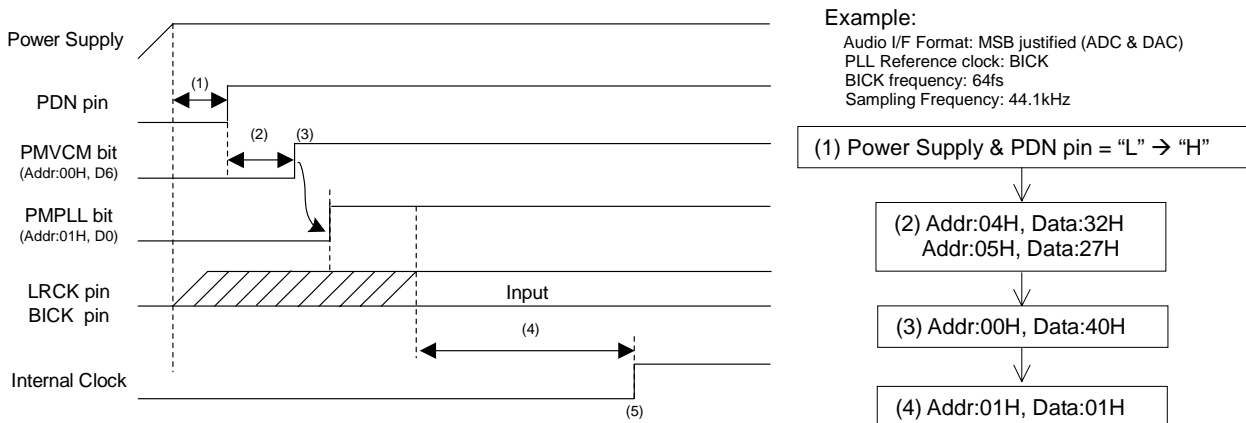 Power Supply
(1)
PDN pin
(2)
(3)
PMVCM bit
(Addr:00H, D6)
PMPLL bit
(Addr:01H, D0)
LRCK pin
BICK pin
Input
(4)
Internal Clock
(5)
Example:
Audio I/F Format: MSB justified (ADC & DAC)
PLL Reference clock: BICK
BICK frequency: 64fs
Sampling Frequency: 44.1kHz
(1) Power Supply & PDN pin = “L” → “H”
(2) Addr:04H, Data:32H
Addr:05H, Data:27H
(3) Addr:00H, Data:40H
(4) Addr:01H, Data:01H